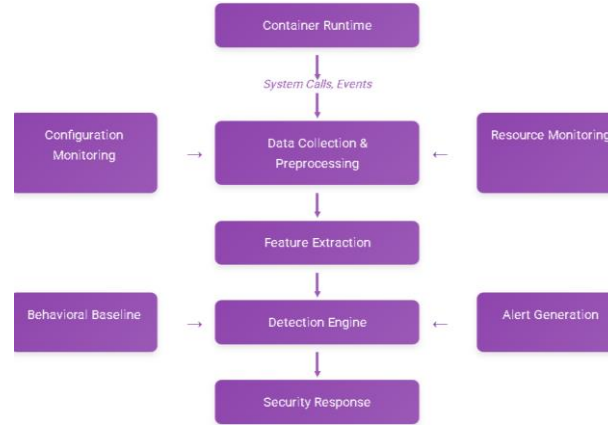 Container Runtime
System Calls, Events
Configuration
Monitoring
Data Collection &
Preprocessing
Resource Monitoring
Feature Extraction
Behavioral Baseline
Detection Engine
Alert Generation
Security Response